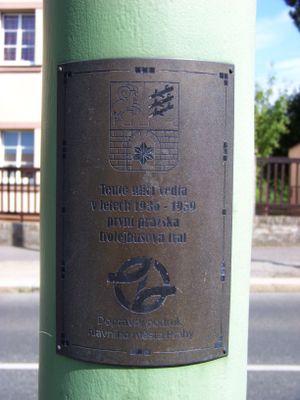 Touto ulicí vedla
v letech 1936 - 1959
první pražská
trolejbusová trať
Dopravní podnik
hlavního města Prahy